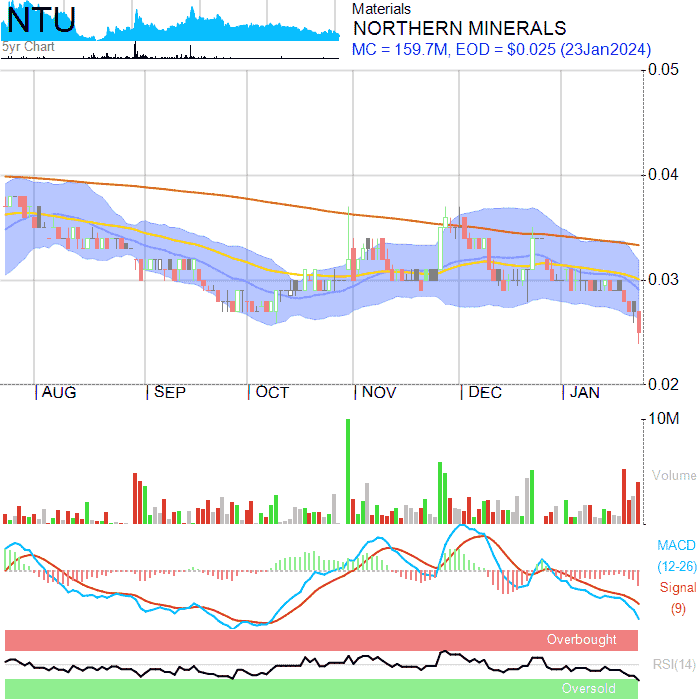 NTU
5yr Chart
Materials
NORTHERN MINERALS
MC = 159.7M, EOD = $0.025 (23Jan2024)
0.05
0.04
0.03
0.02
AUG SEP OCT NOV DEC JAN
10M
Volume
MACD
(12-26)
Signal
(9)
Overbought
RSI(14)
Oversold